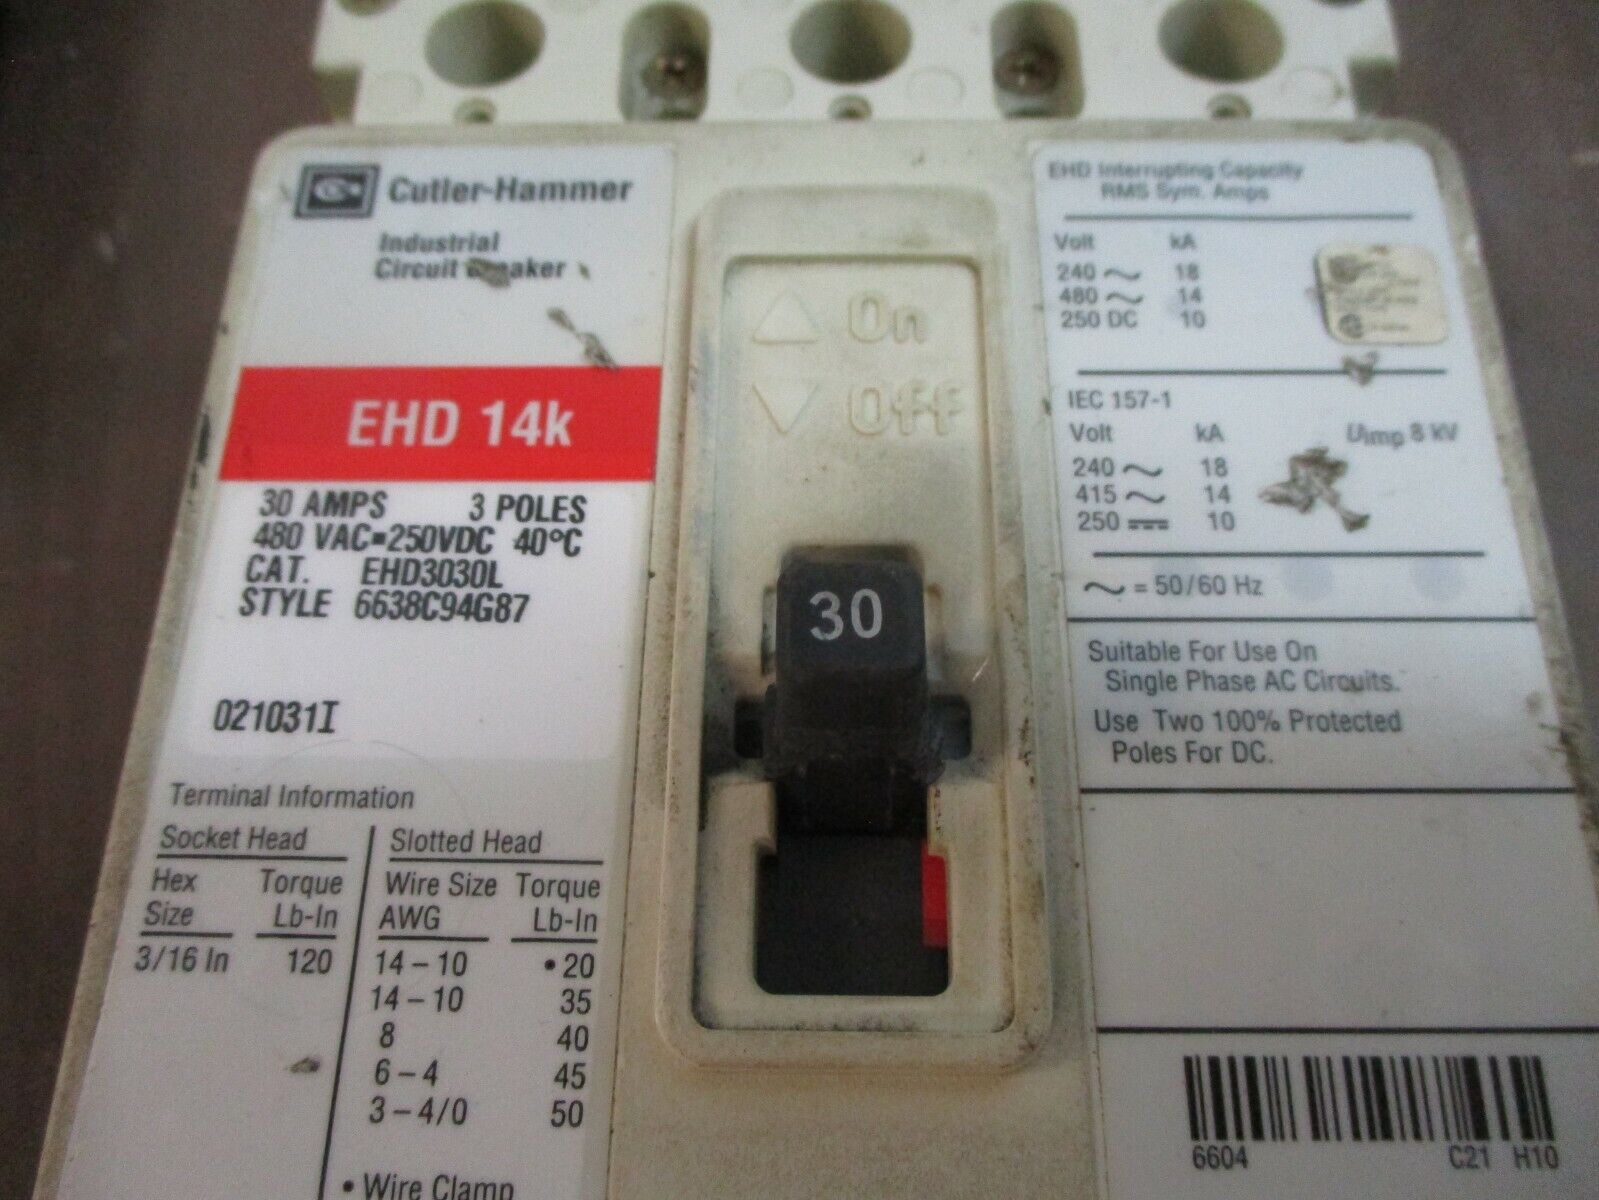 Cutler-Hammer
Industrial
Circuit Breaker
EHD 14k
30 AMPS 3 POLES
480 VAC▪250VDC 40°C
CAT. EHD3030L
STYLE 6638C94G87
021031I
Terminal Information
Socket Head
Hex Size Torque Lb-In
3/16 In 120
Slotted Head
Wire Size AWG Torque Lb-In
14 – 10 • 20
14 – 10 35
8 40
6 – 4 45
3 – 4/0 50
• Wire Clamp
On
Off
30
EHD Interrupting Capacity
RMS Sym. Amps
Volt kA
240 ~ 18
480 ~ 14
250 DC 10
IEC 157-1
Volt kA Uimp 8 kV
240 ~ 18
415 ~ 14
250 ⎓ 10
~ = 50/60 Hz
Suitable For Use On
Single Phase AC Circuits.
Use Two 100% Protected
Poles For DC.
6604 C21 H10